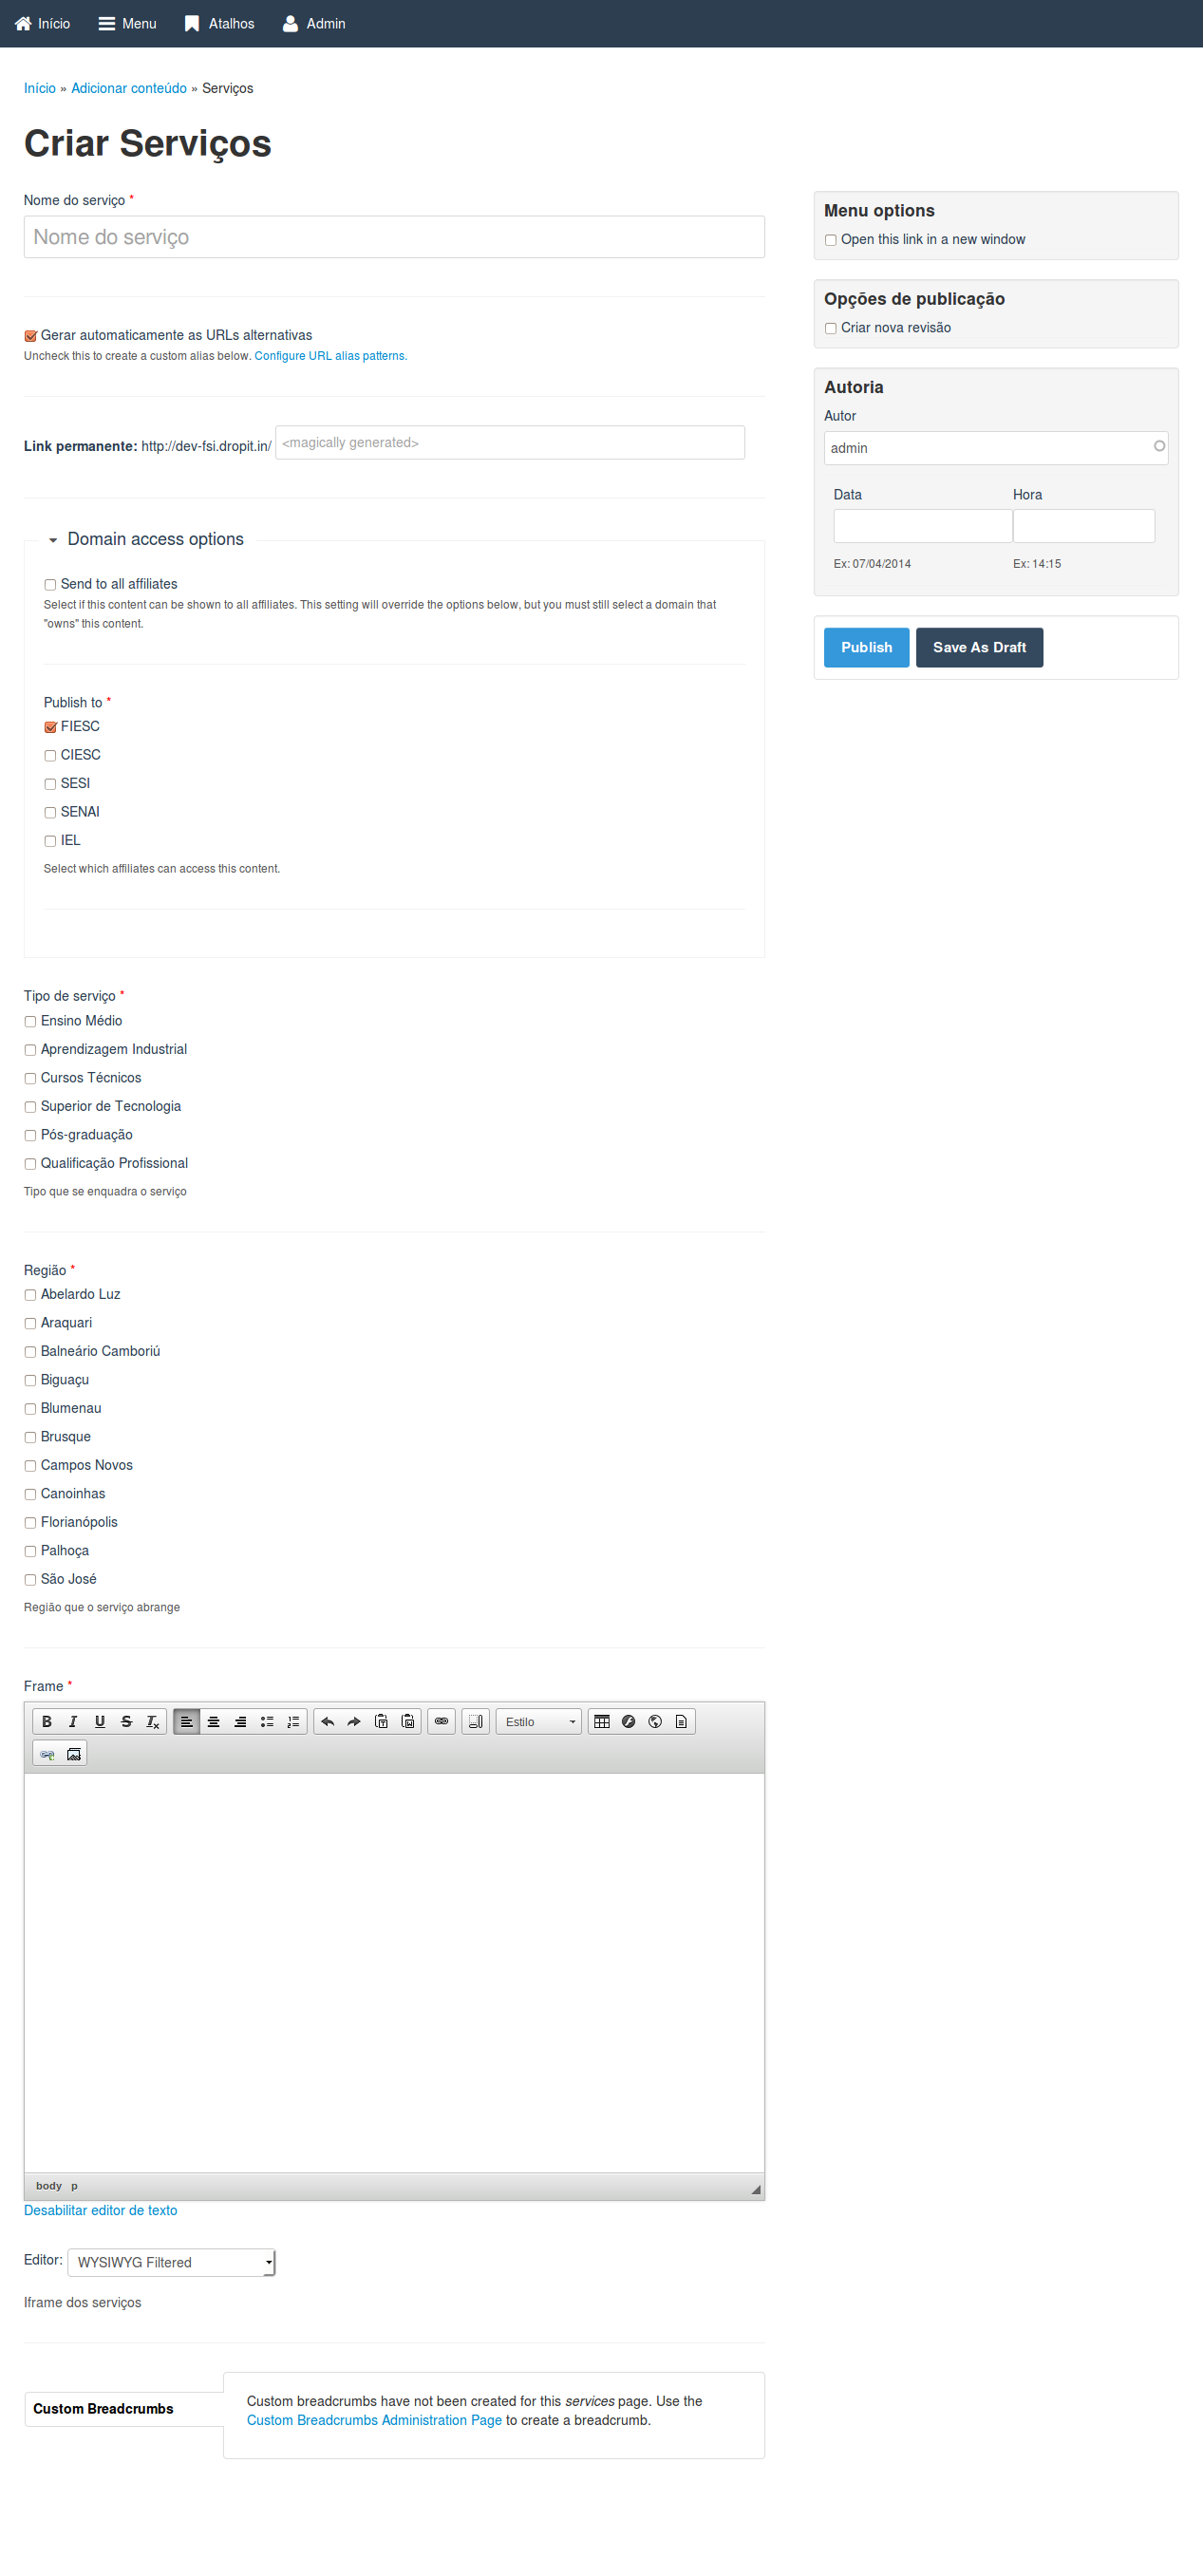 Início Menu Atalhos Admin
Início » Adicionar conteúdo » Serviços
Criar Serviços
Nome do serviço *
Nome do serviço
Gerar automaticamente as URLs alternativas
Uncheck this to create a custom alias below. Configure URL alias patterns.
Link permanente: http://dev-fsi.dropit.in/ <magically generated>
Domain access options
Send to all affiliates
Select if this content can be shown to all affiliates. This setting will override the options below, but you must still select a domain that
"owns" this content.
Publish to *
FIESC
CIESC
SESI
SENAI
IEL
Select which affiliates can access this content.
Tipo de serviço *
Ensino Médio
Aprendizagem Industrial
Cursos Técnicos
Superior de Tecnologia
Pós-graduação
Qualificação Profissional
Tipo que se enquadra o serviço
Região *
Abelardo Luz
Araquari
Balneário Camboriú
Biguaçu
Blumenau
Brusque
Campos Novos
Canoinhas
Florianópolis
Palhoça
São José
Região que o serviço abrange
Frame *
Estilo
body p
Desabilitar editor de texto
Editor: WYSIWYG Filtered
Iframe dos serviços
Custom Breadcrumbs
Custom breadcrumbs have not been created for this services page. Use the
Custom Breadcrumbs Administration Page to create a breadcrumb.
Menu options
Open this link in a new window
Opções de publicação
Criar nova revisão
Autoria
Autor
admin
Data Hora
Ex: 07/04/2014 Ex: 14:15
Publish Save As Draft